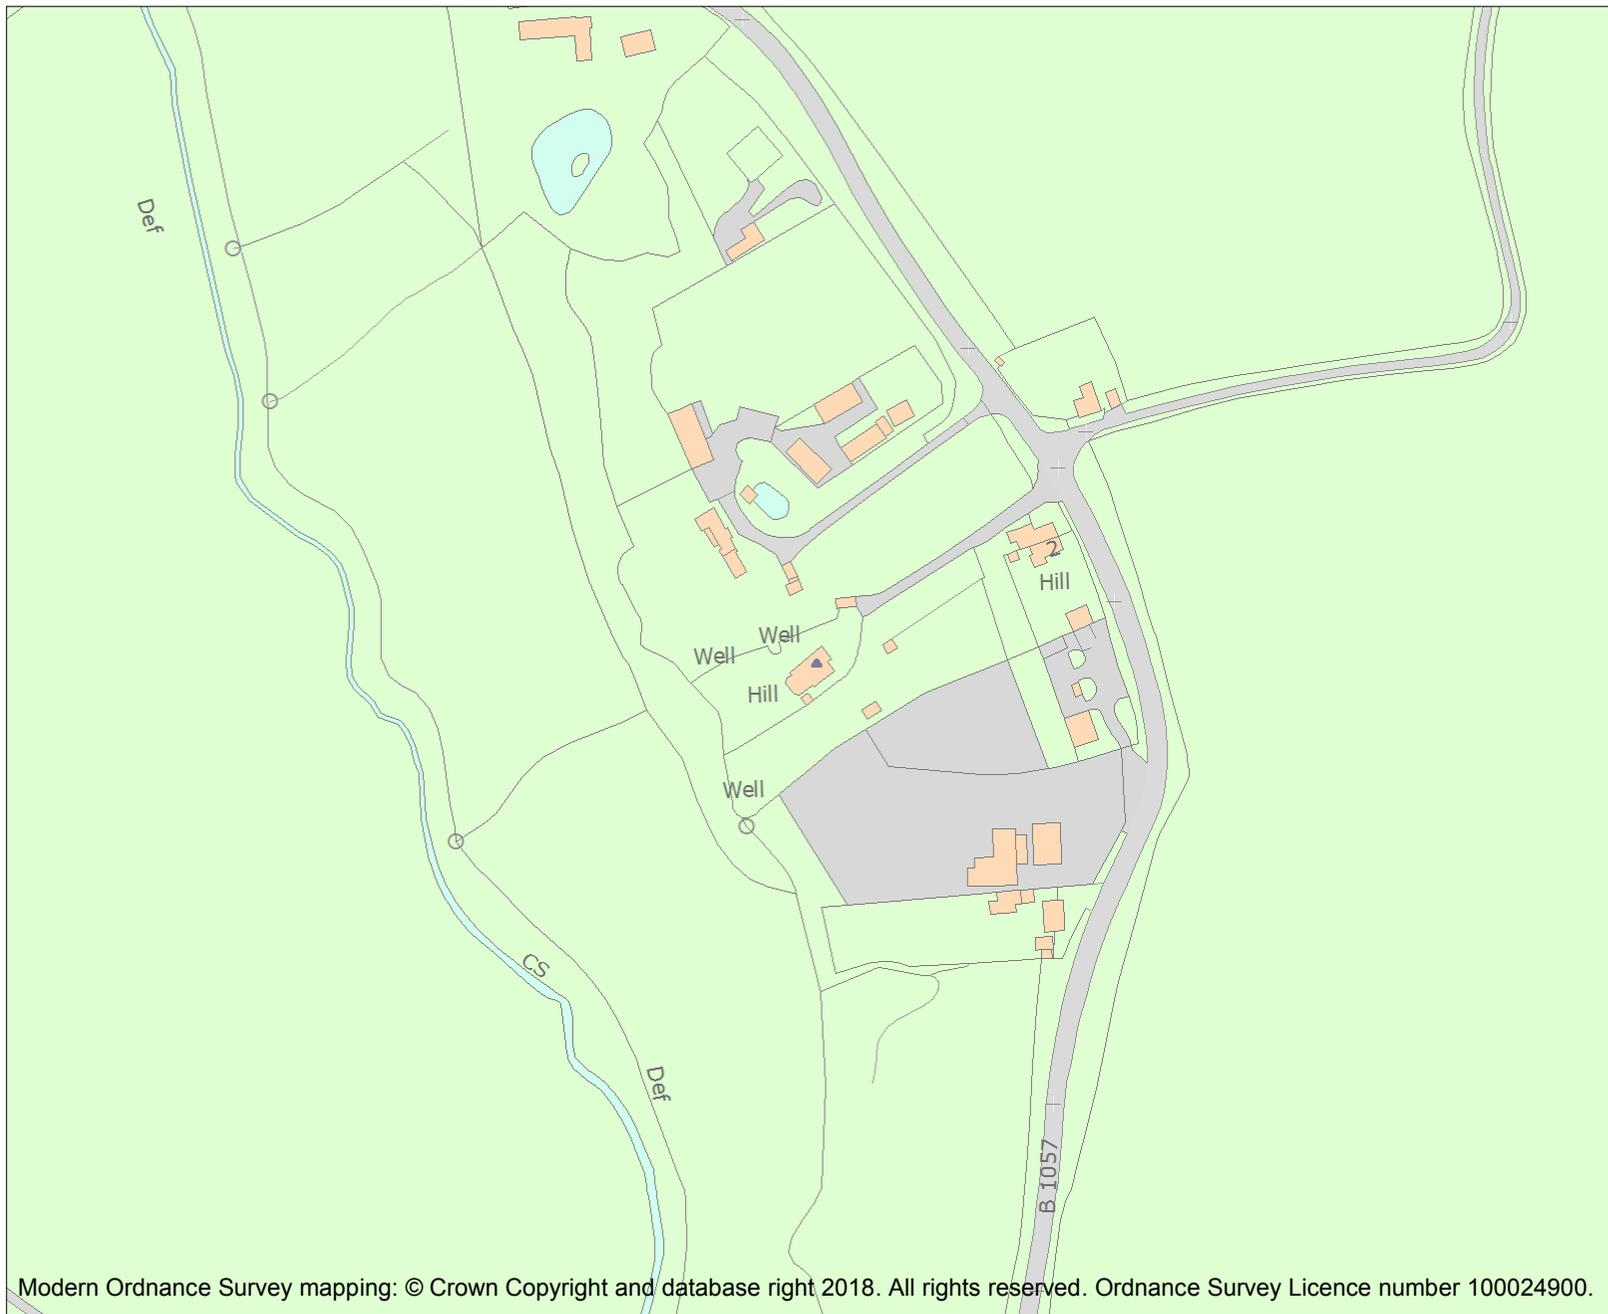 Def
2
Hill
Well
Well
Hill
Well
CS
Def
B 1057
Modern Ordnance Survey mapping: © Crown Copyright and database right 2018. All rights reserved. Ordnance Survey Licence number 100024900.